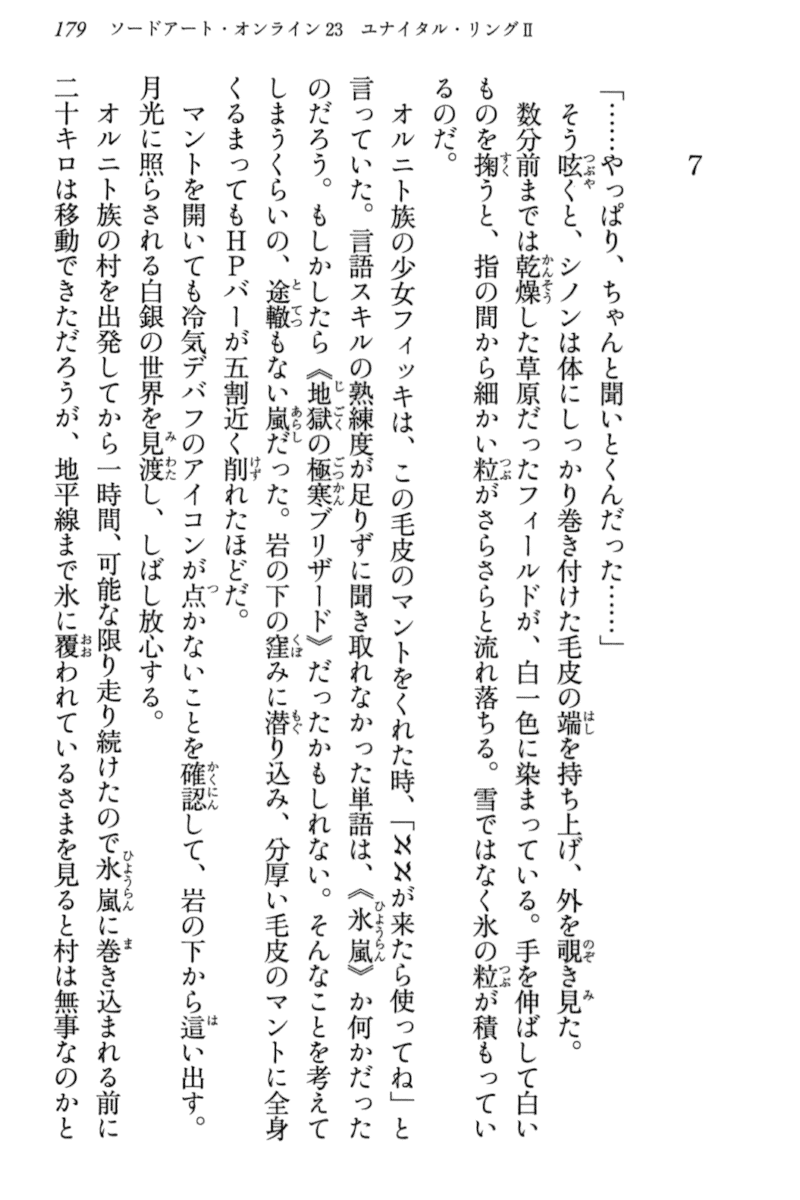 179　ソードアート・オンライン23　ユナイタル・リングⅡ
7
「……やっぱり、ちゃんと聞いとくんだった……」
そう呟くと、シノンは体にしっかり巻き付けた毛皮の端を持ち上げ、外を覗き見た。
数分前までは乾燥した草原だったフィールドが、白一色に染まっている。手を伸ばして白い
ものを掬うと、指の間から細かい粒がさらさらと流れ落ちる。雪ではなく氷の粒が積もってい
るのだ。
オルニト族の少女フィッキは、この毛皮のマントをくれた時、「ℵℵが来たら使ってね」と
言っていた。言語スキルの熟練度が足りずに聞き取れなかった単語は、《氷嵐》か何かだった
のだろう。もしかしたら《地獄の極寒ブリザード》だったかもしれない。そんなことを考えて
しまうくらいの、途轍もない嵐だった。岩の下の窪みに潜り込み、分厚い毛皮のマントに全身
くるまってもHPバーが五割近く削れたほどだ。
マントを開いても冷気デバフのアイコンが点かないことを確認して、岩の下から這い出す。
月光に照らされる白銀の世界を見渡し、しばし放心する。
オルニト族の村を出発してから一時間、可能な限り走り続けたので氷嵐に巻き込まれる前に
二十キロは移動できただろうが、地平線まで氷に覆われているさまを見ると村は無事なのかと